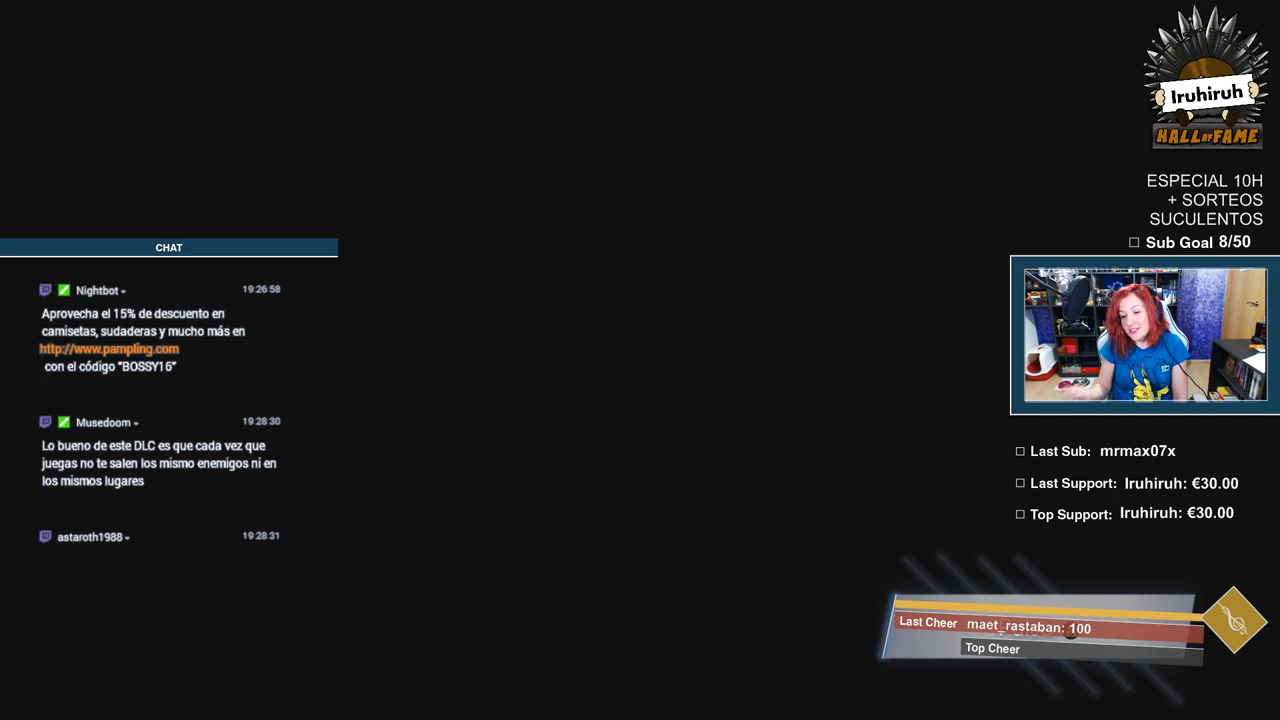 Iruhiruh
HALL OF FAME
ESPECIAL 10H
+ SORTEOS
SUCULENTOS
Sub Goal 8/50
CHAT
Nightbot 19:26:58
Aprovecha el 15% de descuento en
camisetas, sudaderas y mucho más en
http://www.pampling.com
con el código "BOSSY16"
Musedoom 19:28:30
Lo bueno de este DLC es que cada vez que
juegas no te salen los mismo enemigos ni en
los mismos lugares
astaroth1988 19:28:31
Last Sub: mrmax07x
Last Support: Iruhiruh: €30.00
Top Support: Iruhiruh: €30.00
Last Cheer maet_rastaban: 100
Top Cheer